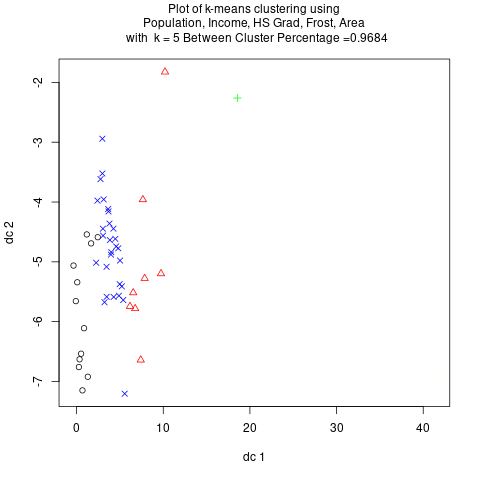 Plot of k-means clustering using
Population, Income, HS Grad, Frost, Area
with k = 5 Between Cluster Percentage =0.9684
-2
-3
-4
-5
-6
-7
dc 2
0 10 20 30 40
dc 1